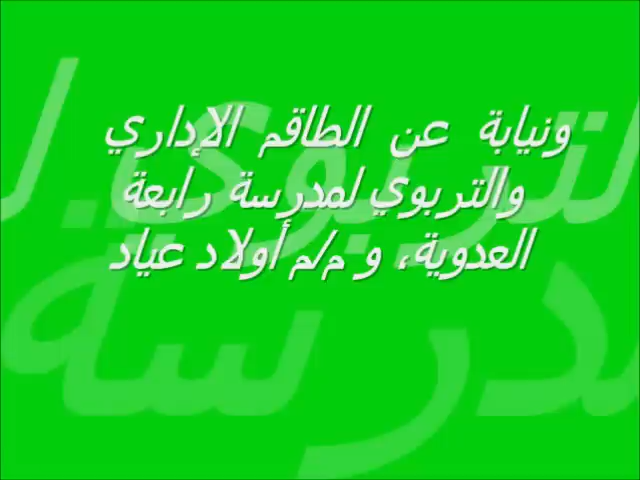 ونيابة عن الطاقم الإداري
والتربوي لمدرسة رابعة
العدوية، و م/م أولاد عياد